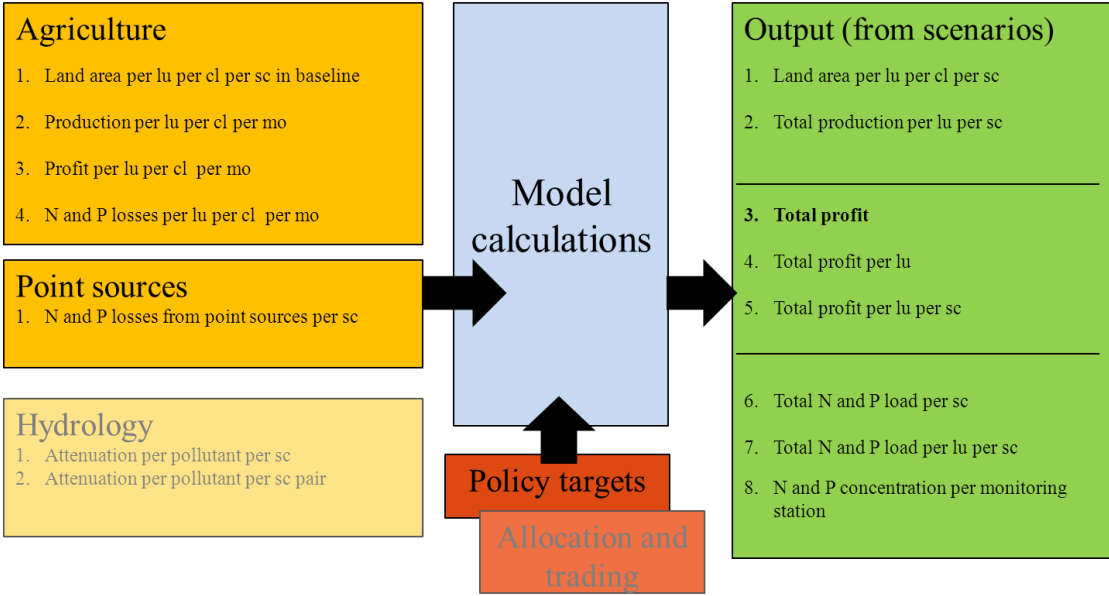 Agriculture
1. Land area per lu per cl per sc in baseline
2. Production per lu per cl per mo
3. Profit per lu per cl per mo
4. N and P losses per lu per cl per mo
Point sources
1. N and P losses from point sources per sc
Hydrology
1. Attenuation per pollutant per sc
2. Attenuation per pollutant per sc pair
Model
calculations
Policy targets
Allocation and
trading
Output (from scenarios)
1. Land area per lu per cl per sc
2. Total production per lu per sc
3. Total profit
4. Total profit per lu
5. Total profit per lu per sc
6. Total N and P load per sc
7. Total N and P load per lu per sc
8. N and P concentration per monitoring
station